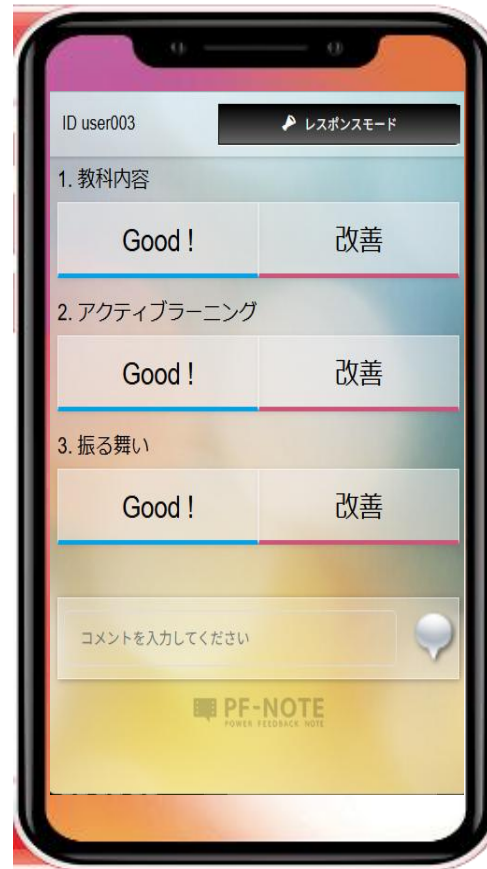 ID user003
レスポンスモード
1. 教科内容
Good !
改善
2. アクティブラーニング
Good !
改善
3. 振る舞い
Good !
改善
コメントを入力してください
PF-NOTE
POWER FEEDBACK NOTE